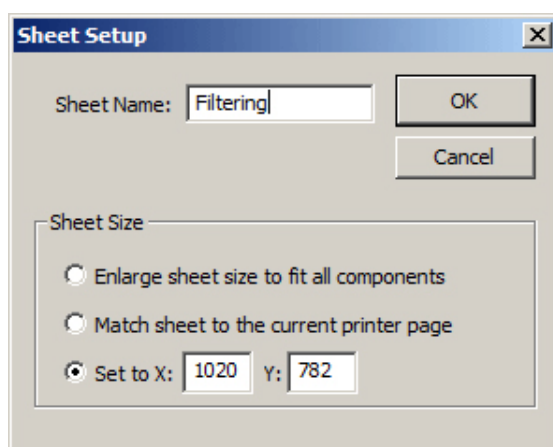 Sheet Setup
Sheet Name: Filtering
OK
Cancel
Sheet Size
Enlarge sheet size to fit all components
Match sheet to the current printer page
Set to X: 1020 Y: 782